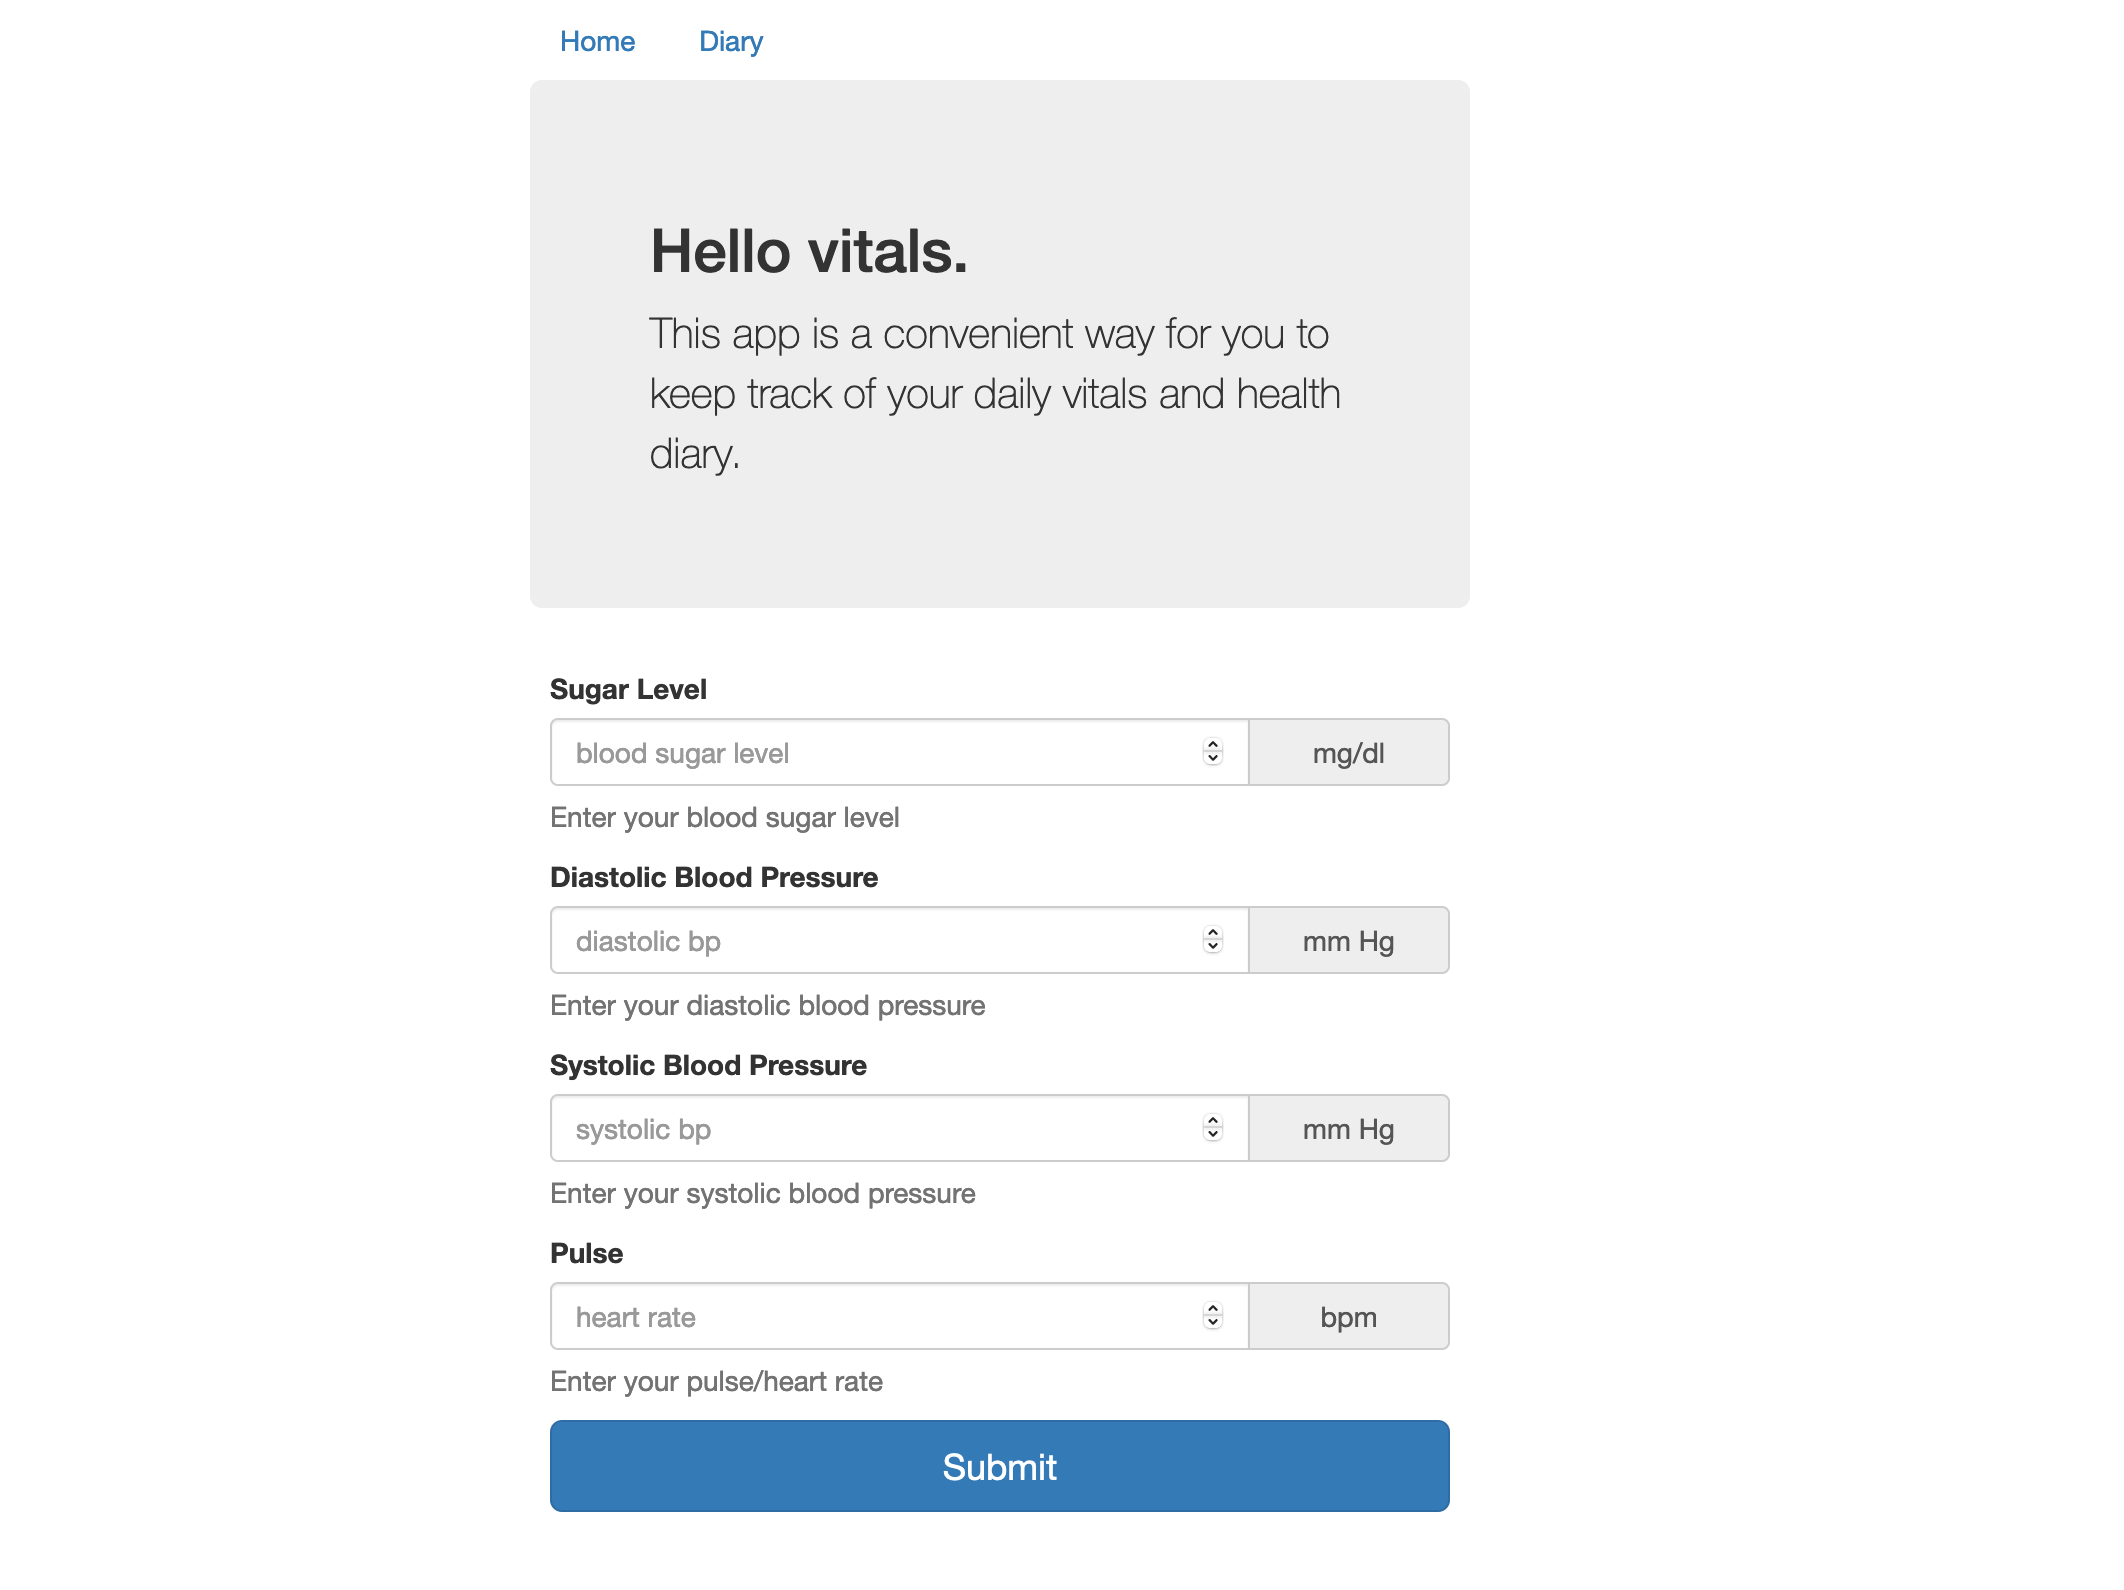 Home Diary
Hello vitals.
This app is a convenient way for you to
keep track of your daily vitals and health
diary.
Sugar Level
blood sugar level mg/dl
Enter your blood sugar level
Diastolic Blood Pressure
diastolic bp mm Hg
Enter your diastolic blood pressure
Systolic Blood Pressure
systolic bp mm Hg
Enter your systolic blood pressure
Pulse
heart rate bpm
Enter your pulse/heart rate
Submit